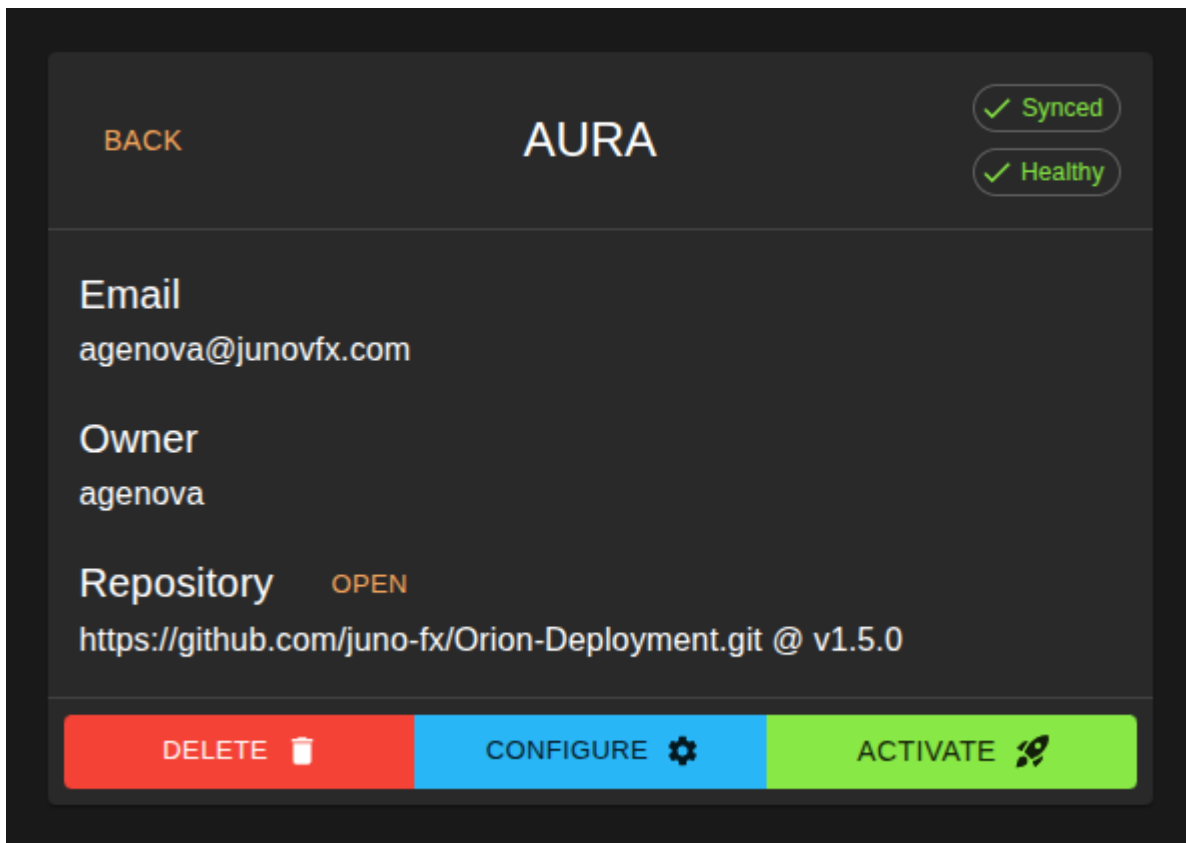 BACK
AURA
Synced
Healthy
Email
agenova@junovfx.com
Owner
agenova
Repository OPEN
https://github.com/juno-fx/Orion-Deployment.git @ v1.5.0
DELETE CONFIGURE ACTIVATE